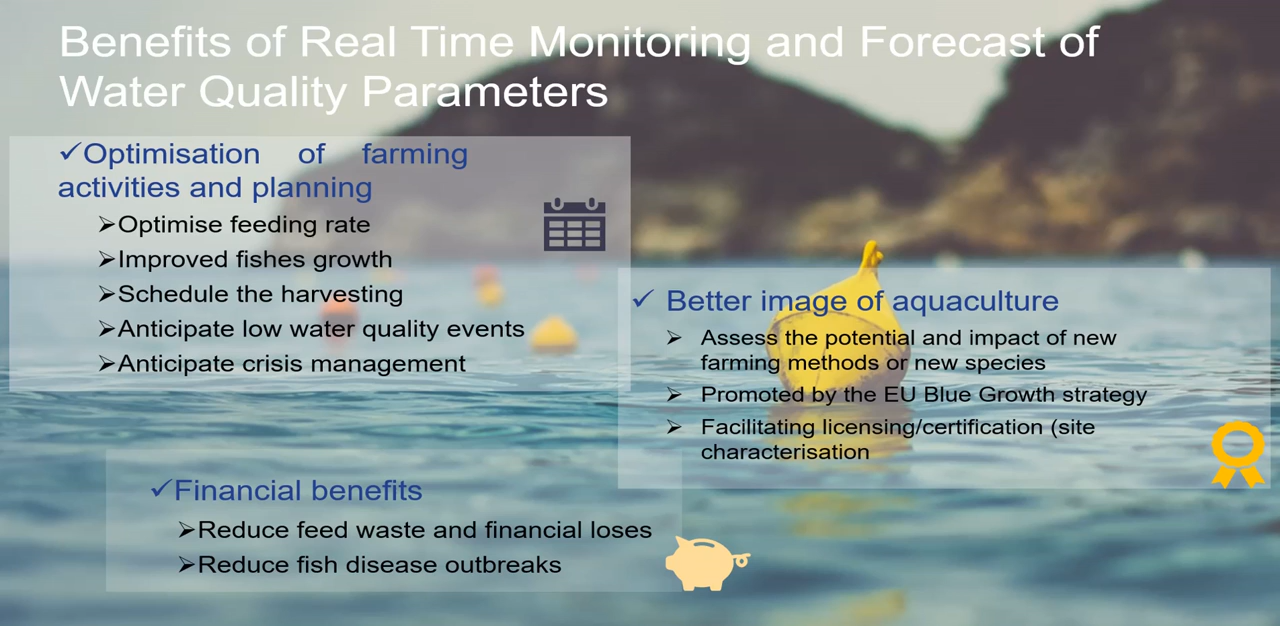 Benefits of Real Time Monitoring and Forecast of
Water Quality Parameters
✓Optimisation of farming
activities and planning
➢Optimise feeding rate
➢Improved fishes growth
➢Schedule the harvesting
➢Anticipate low water quality events
➢Anticipate crisis management
✓ Better image of aquaculture
➢ Assess the potential and impact of new
farming methods or new species
➢ Promoted by the EU Blue Growth strategy
➢ Facilitating licensing/certification (site
characterisation
✓Financial benefits
➢Reduce feed waste and financial loses
➢Reduce fish disease outbreaks